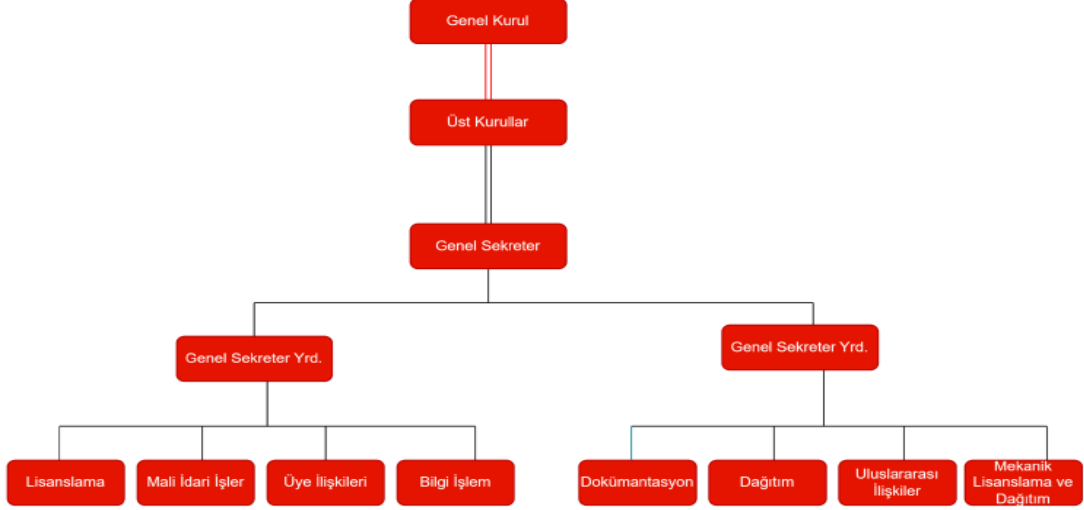 Genel Kurul
Üst Kurullar
Genel Sekreter
Genel Sekreter Yrd.
Genel Sekreter Yrd.
Lisanslama
Mali İdari İşler
Üye İlişkileri
Bilgi İşlem
Dokümantasyon
Dağıtım
Uluslararası
İlişkiler
Mekanik
Lisanslama ve
Dağıtım